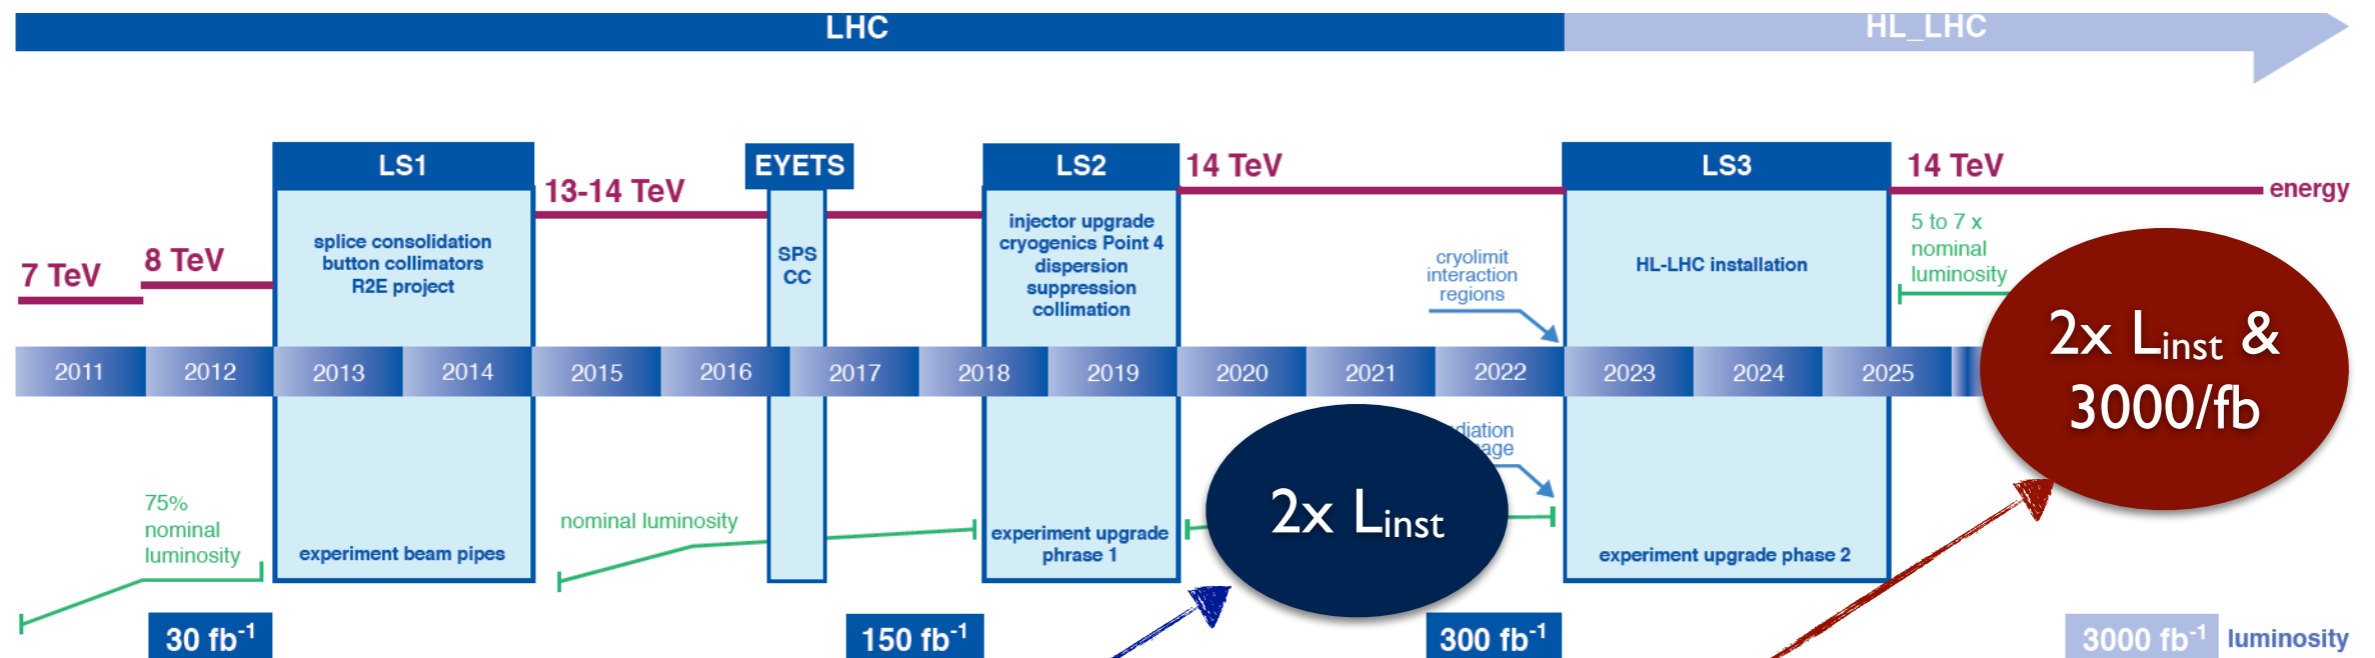 LHC
HL_LHC
LS1
EYETS
LS2
14 TeV
LS3
14 TeV
energy
13-14 TeV
7 TeV
8 TeV
splice consolidation
button collimators
R2E project
SPS
CC
injector upgrade
cryogenics Point 4
dispersion
suppression
collimation
cryolimit
interaction
regions
HL-LHC installation
5 to 7 x
nominal
luminosity
2x Linst &
3000/fb
2011
2012
2013
2014
2015
2016
2017
2018
2019
2020
2021
2022
2023
2024
2025
75%
nominal
luminosity
experiment beam pipes
nominal luminosity
experiment upgrade
phrase 1
2x Linst
experiment upgrade phase 2
30 fb-1
150 fb-1
300 fb-1
3000 fb-1
luminosity